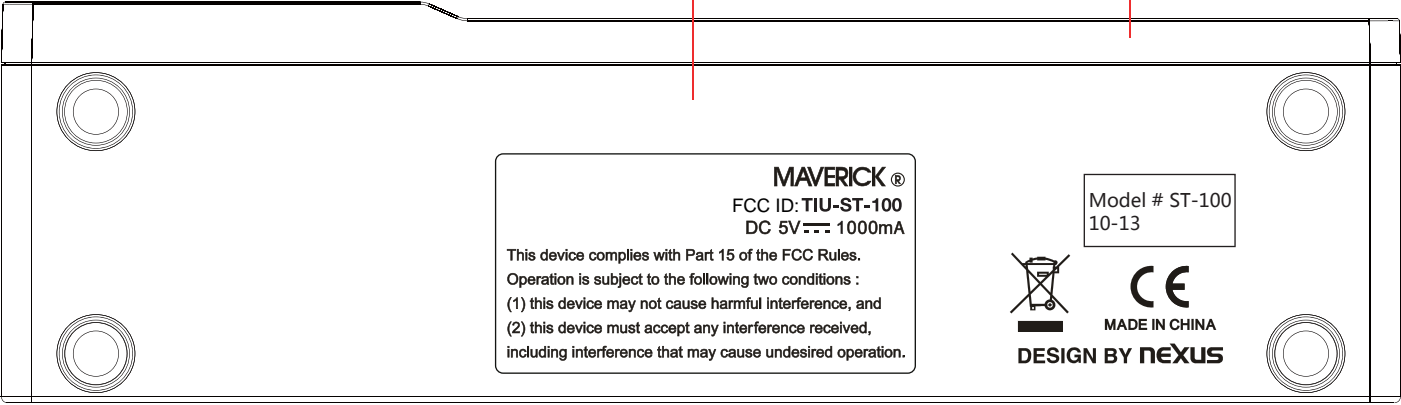 MAVERICK ®
FCC ID: TIU-ST-100
DC 5V 1000mA
This device complies with Part 15 of the FCC Rules.
Operation is subject to the following two conditions :
(1) this device may not cause harmful interference, and
(2) this device must accept any interference received,
including interference that may cause undesired operation.
Model # ST-100
10-13
CE
MADE IN CHINA
DESIGN BY neXus